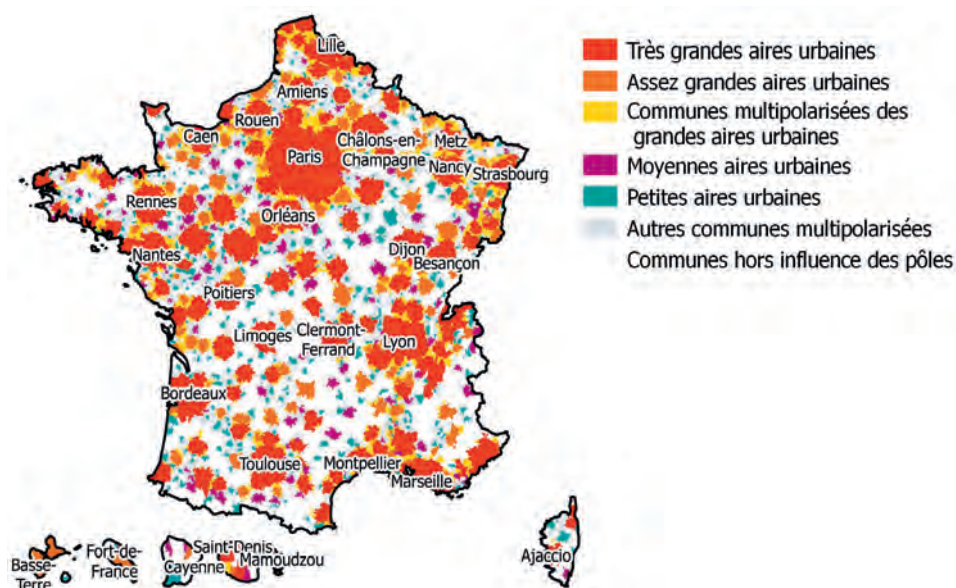 Lille
Amiens
Rouen
Caen
Paris
Châlons-en-
Champagne
Metz
Nancy
Strasbourg
Rennes
Orléans
Nantes
Dijon
Besançon
Poitiers
Limoges
Clermont-
Ferrand
Lyon
Bordeaux
Toulouse
Montpellier
Marseille
Ajaccio
Basse-
Terre
Fort-de-
France
Cayenne
Saint-Denis
Mamoudzou
Très grandes aires urbaines
Assez grandes aires urbaines
Communes multipolarisées des
grandes aires urbaines
Moyennes aires urbaines
Petites aires urbaines
Autres communes multipolarisées
Communes hors influence des pôles